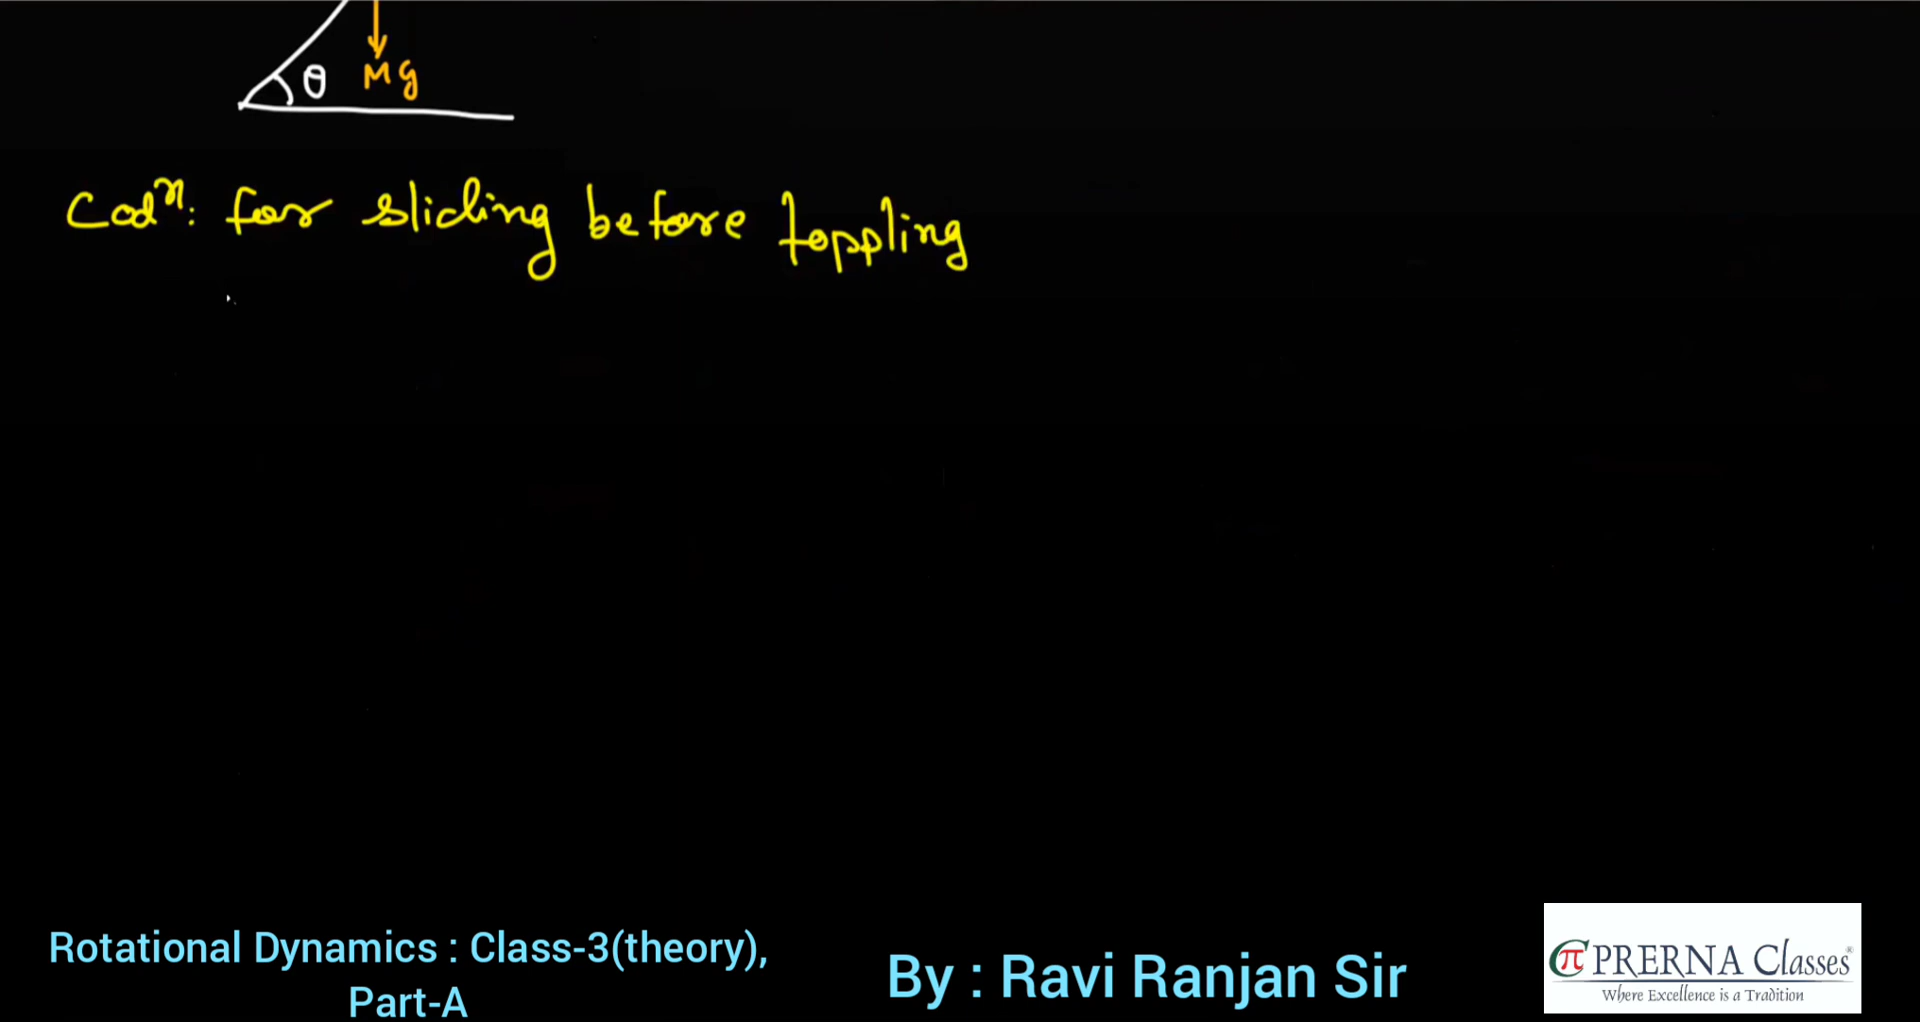 θ Mg
Codⁿ: for sliding before toppling
Rotational Dynamics : Class-3(theory),
Part-A
By : Ravi Ranjan Sir
π PRERNA Classes®
Where Excellence is a Tradition